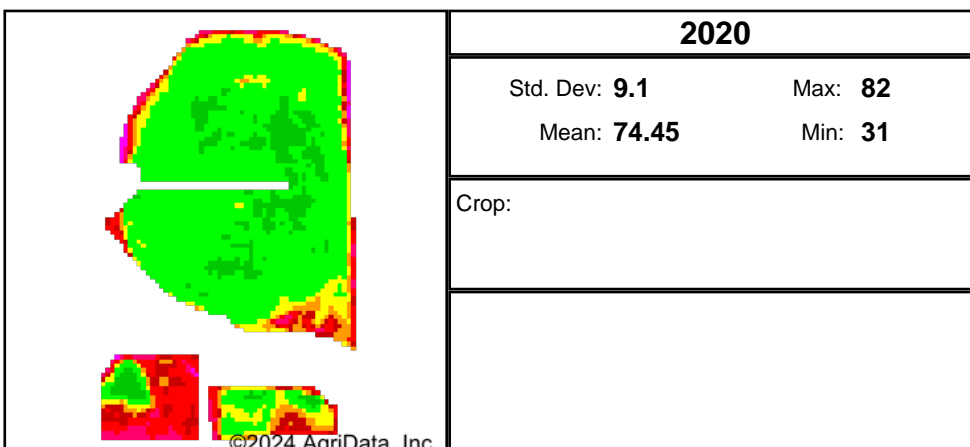 2020
Std. Dev: 9.1 Max: 82
Mean: 74.45 Min: 31
Crop:
©2024 AgriData, Inc